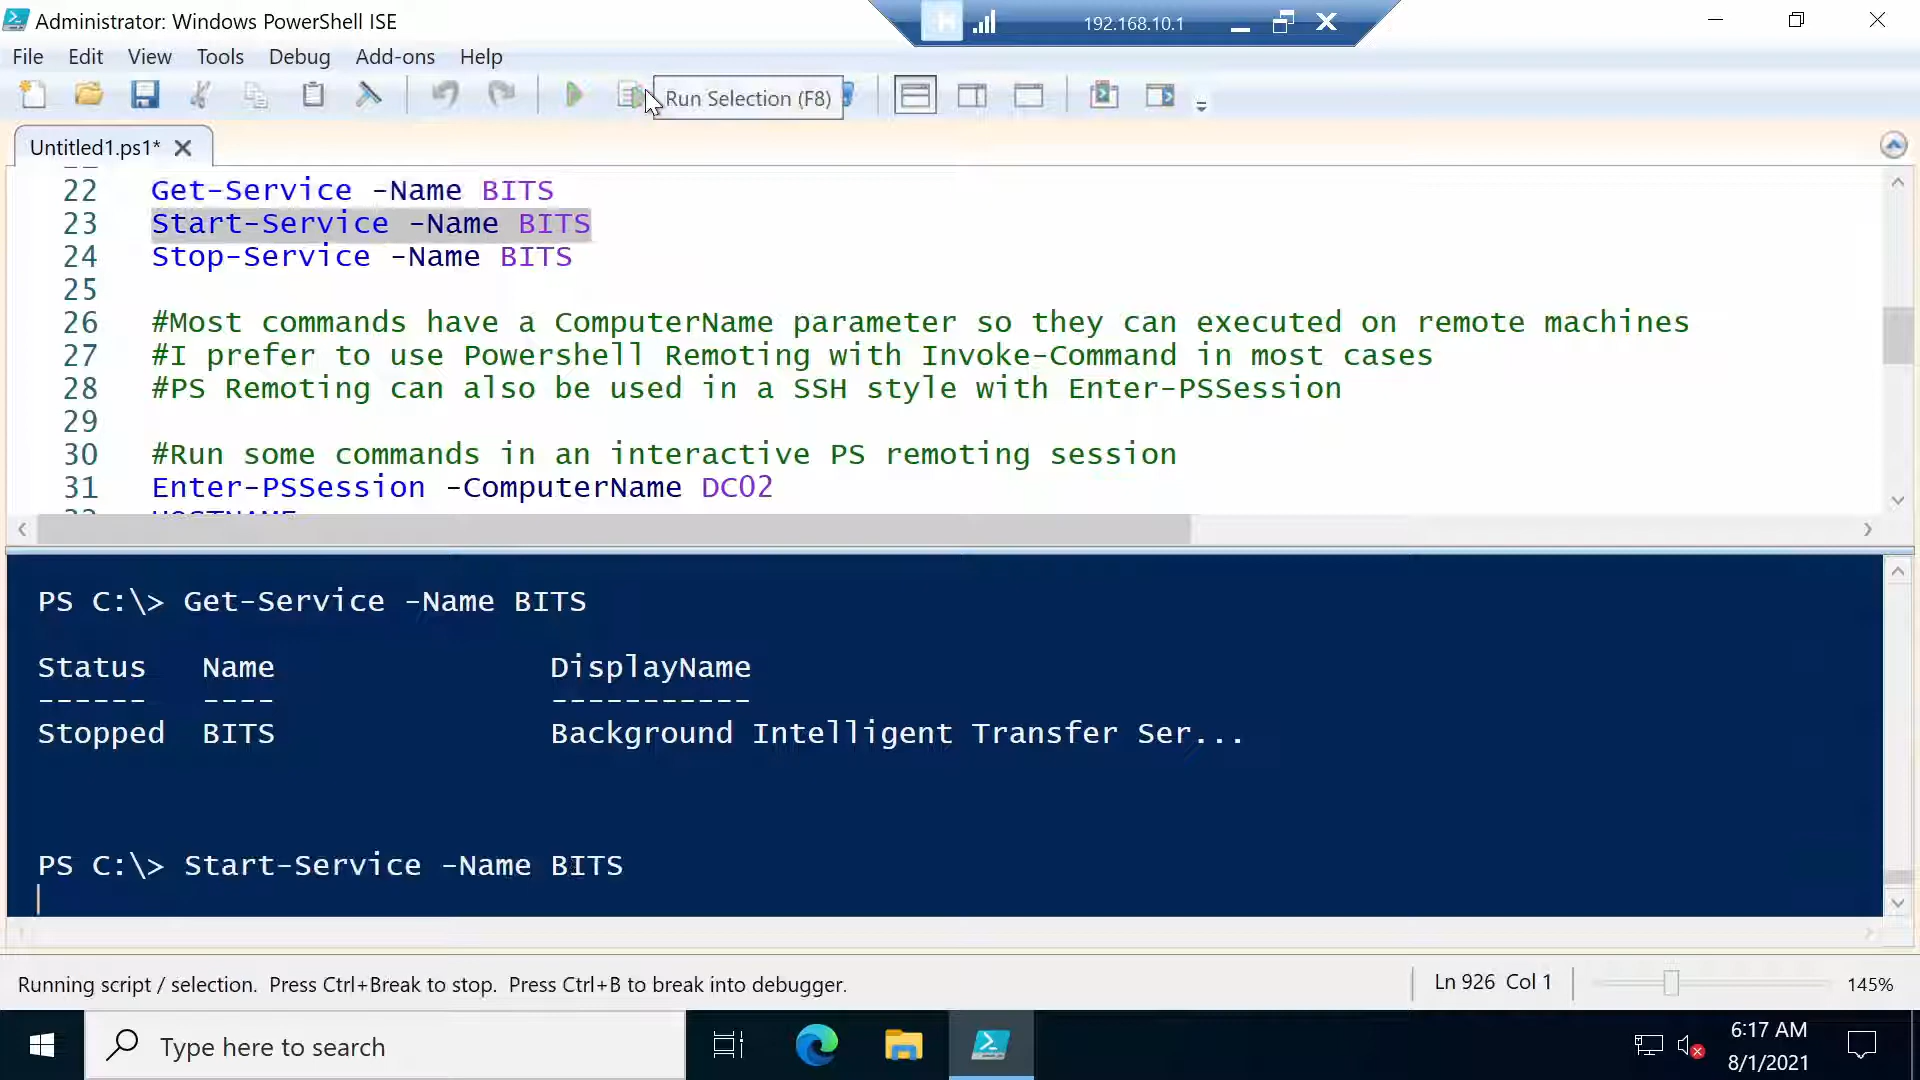 Administrator: Windows PowerShell ISE
192.168.10.1
File Edit View Tools Debug Add-ons Help
Run Selection (F8)
Untitled1.ps1*
22 Get-Service -Name BITS
23 Start-Service -Name BITS
24 Stop-Service -Name BITS
25
26 #Most commands have a ComputerName parameter so they can executed on remote machines
27 #I prefer to use Powershell Remoting with Invoke-Command in most cases
28 #PS Remoting can also be used in a SSH style with Enter-PSSession
29
30 #Run some commands in an interactive PS remoting session
31 Enter-PSSession -ComputerName DC02
PS C:\> Get-Service -Name BITS
Status Name DisplayName
------ ---- -----------
Stopped BITS Background Intelligent Transfer Ser...
PS C:\> Start-Service -Name BITS
Running script / selection. Press Ctrl+Break to stop. Press Ctrl+B to break into debugger.
Ln 926 Col 1
145%
Type here to search
6:17 AM
8/1/2021